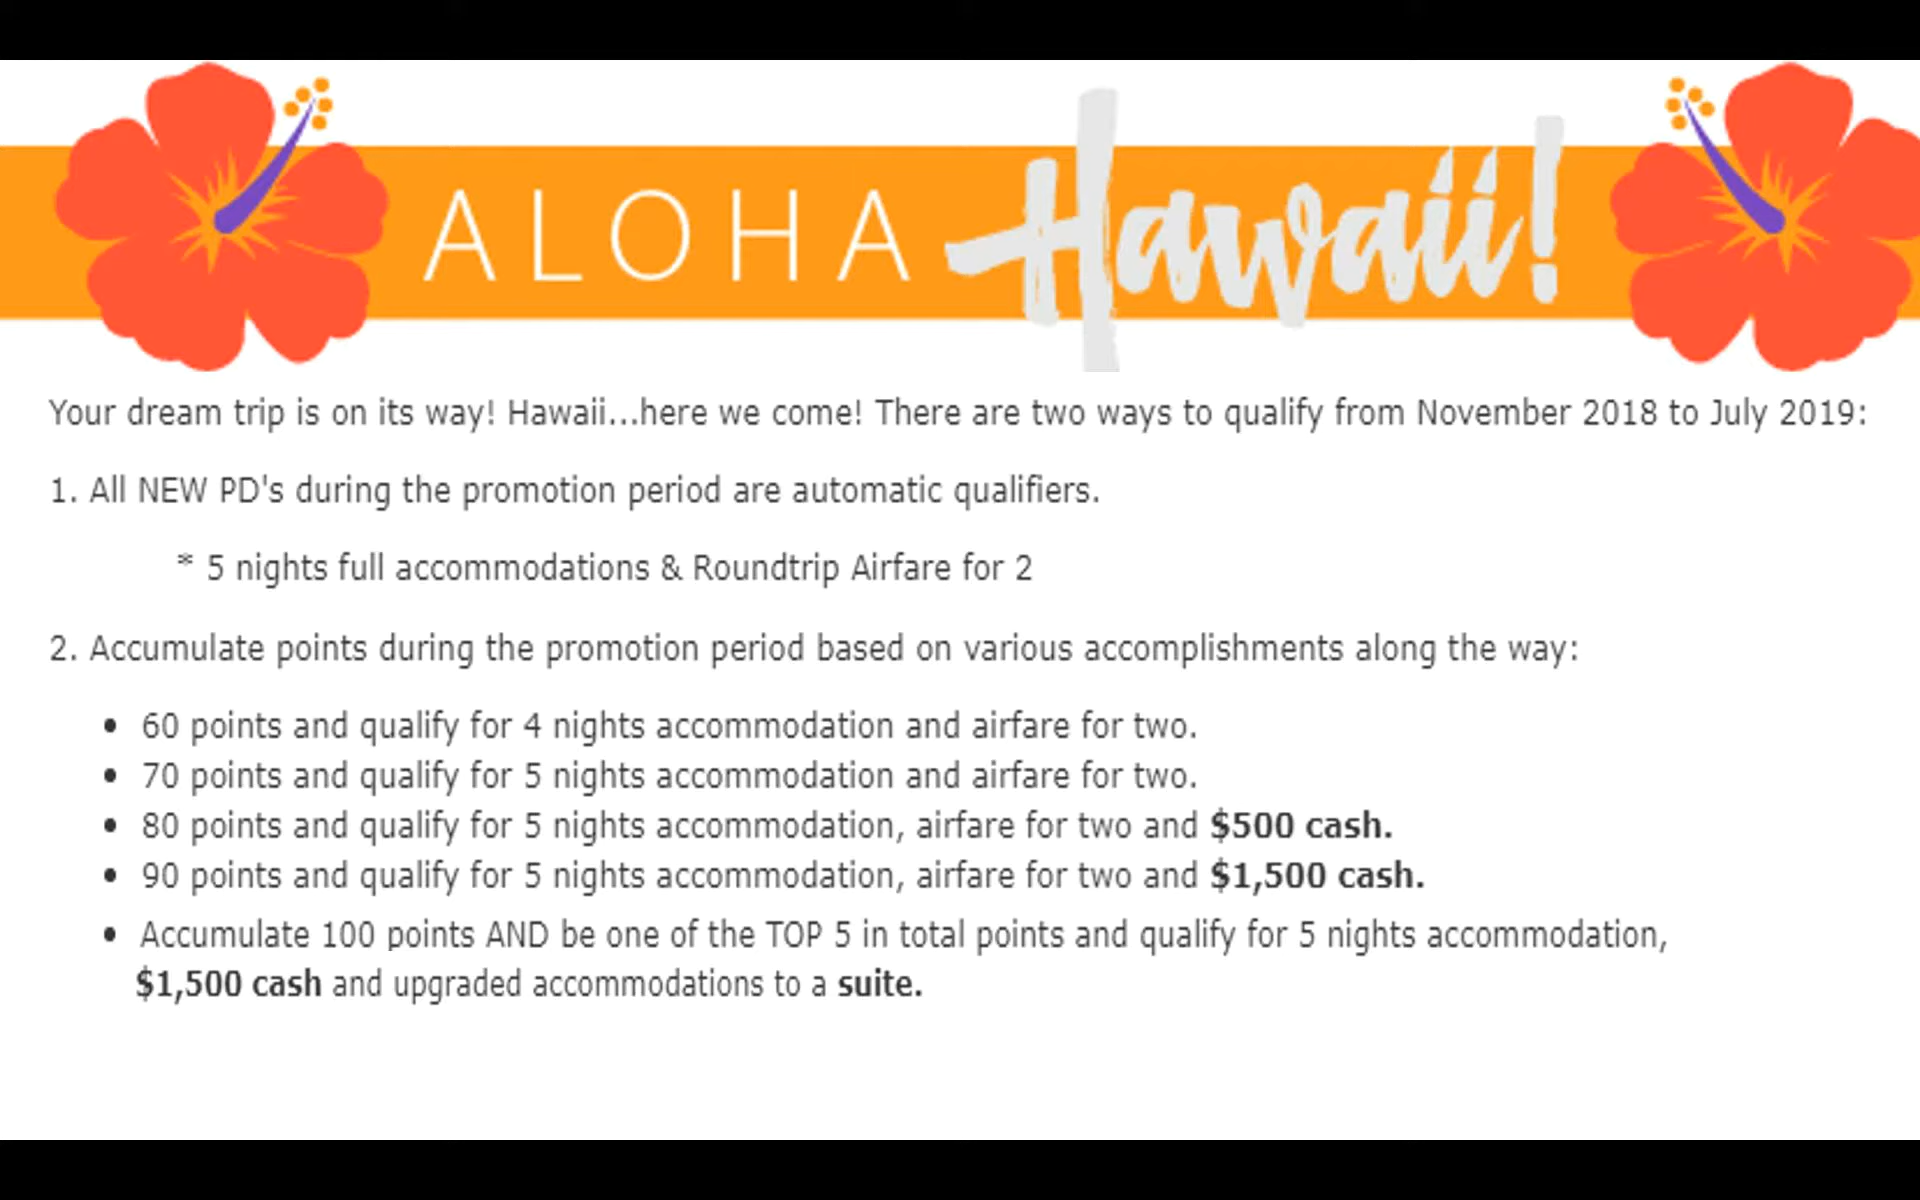 ALOHA Hawaii!
Your dream trip is on its way! Hawaii...here we come! There are two ways to qualify from November 2018 to July 2019:
1. All NEW PD's during the promotion period are automatic qualifiers.
* 5 nights full accommodations & Roundtrip Airfare for 2
2. Accumulate points during the promotion period based on various accomplishments along the way:
• 60 points and qualify for 4 nights accommodation and airfare for two.
• 70 points and qualify for 5 nights accommodation and airfare for two.
• 80 points and qualify for 5 nights accommodation, airfare for two and $500 cash.
• 90 points and qualify for 5 nights accommodation, airfare for two and $1,500 cash.
• Accumulate 100 points AND be one of the TOP 5 in total points and qualify for 5 nights accommodation,
$1,500 cash and upgraded accommodations to a suite.